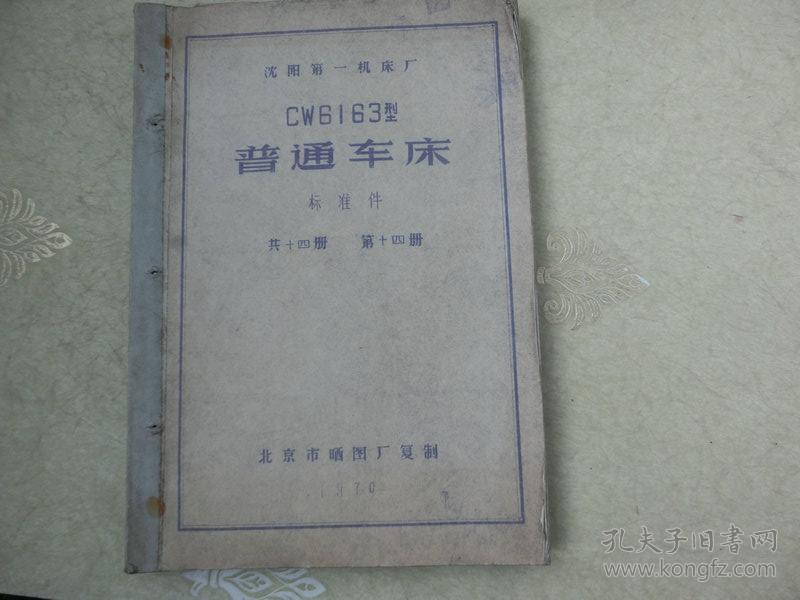 沈阳第一机床厂
CW6163型
普通车床
标准件
共十四册 第十四册
北京市晒图厂复制
1970
孔夫子旧书网
www.kongfz.com